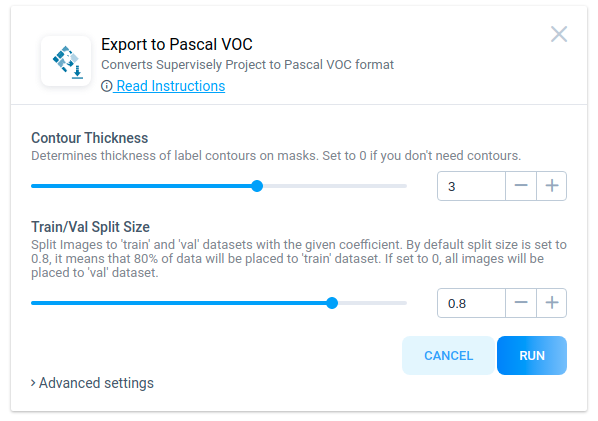 Export to Pascal VOC
Converts Supervisely Project to Pascal VOC format
Read Instructions
Contour Thickness
Determines thickness of label contours on masks. Set to 0 if you don't need contours.
3
Train/Val Split Size
Split Images to 'train' and 'val' datasets with the given coefficient. By default split size is set to
0.8, it means that 80% of data will be placed to 'train' dataset. If set to 0, all images will be
placed to 'val' dataset.
0.8
CANCEL
RUN
Advanced settings